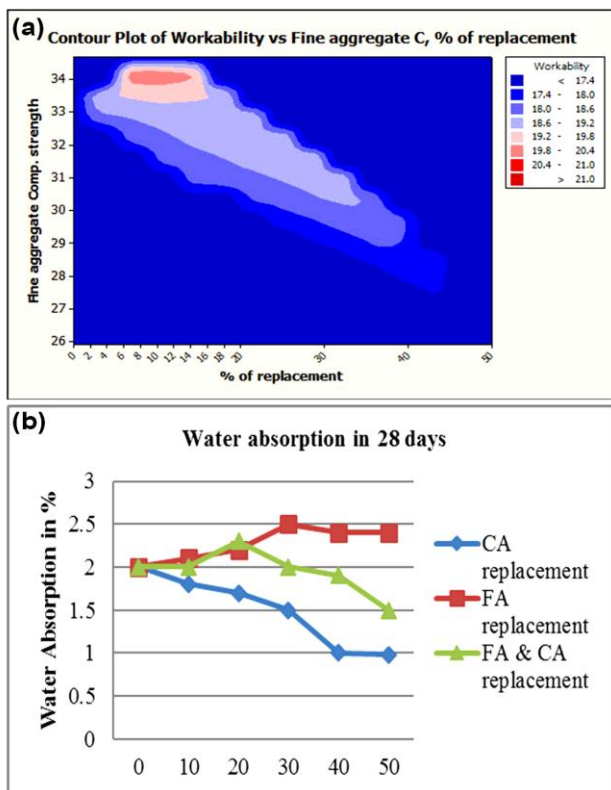 (a)
Contour Plot of Workability vs Fine aggregate C, % of replacement
Fine aggregate Comp. strength
34
33
32
31
30
29
28
27
26
0 2 4 6 8 10 12 14 16 18 20 30 40 50
% of replacement
Workability
< 17.4
17.4 - 18.0
18.0 - 18.6
18.6 - 19.2
19.2 - 19.8
19.8 - 20.4
20.4 - 21.0
> 21.0
(b)
Water absorption in 28 days
Water Absorption in %
3
2.5
2
1.5
1
0.5
0
0 10 20 30 40 50
CA
replacement
FA
replacement
FA & CA
replacement